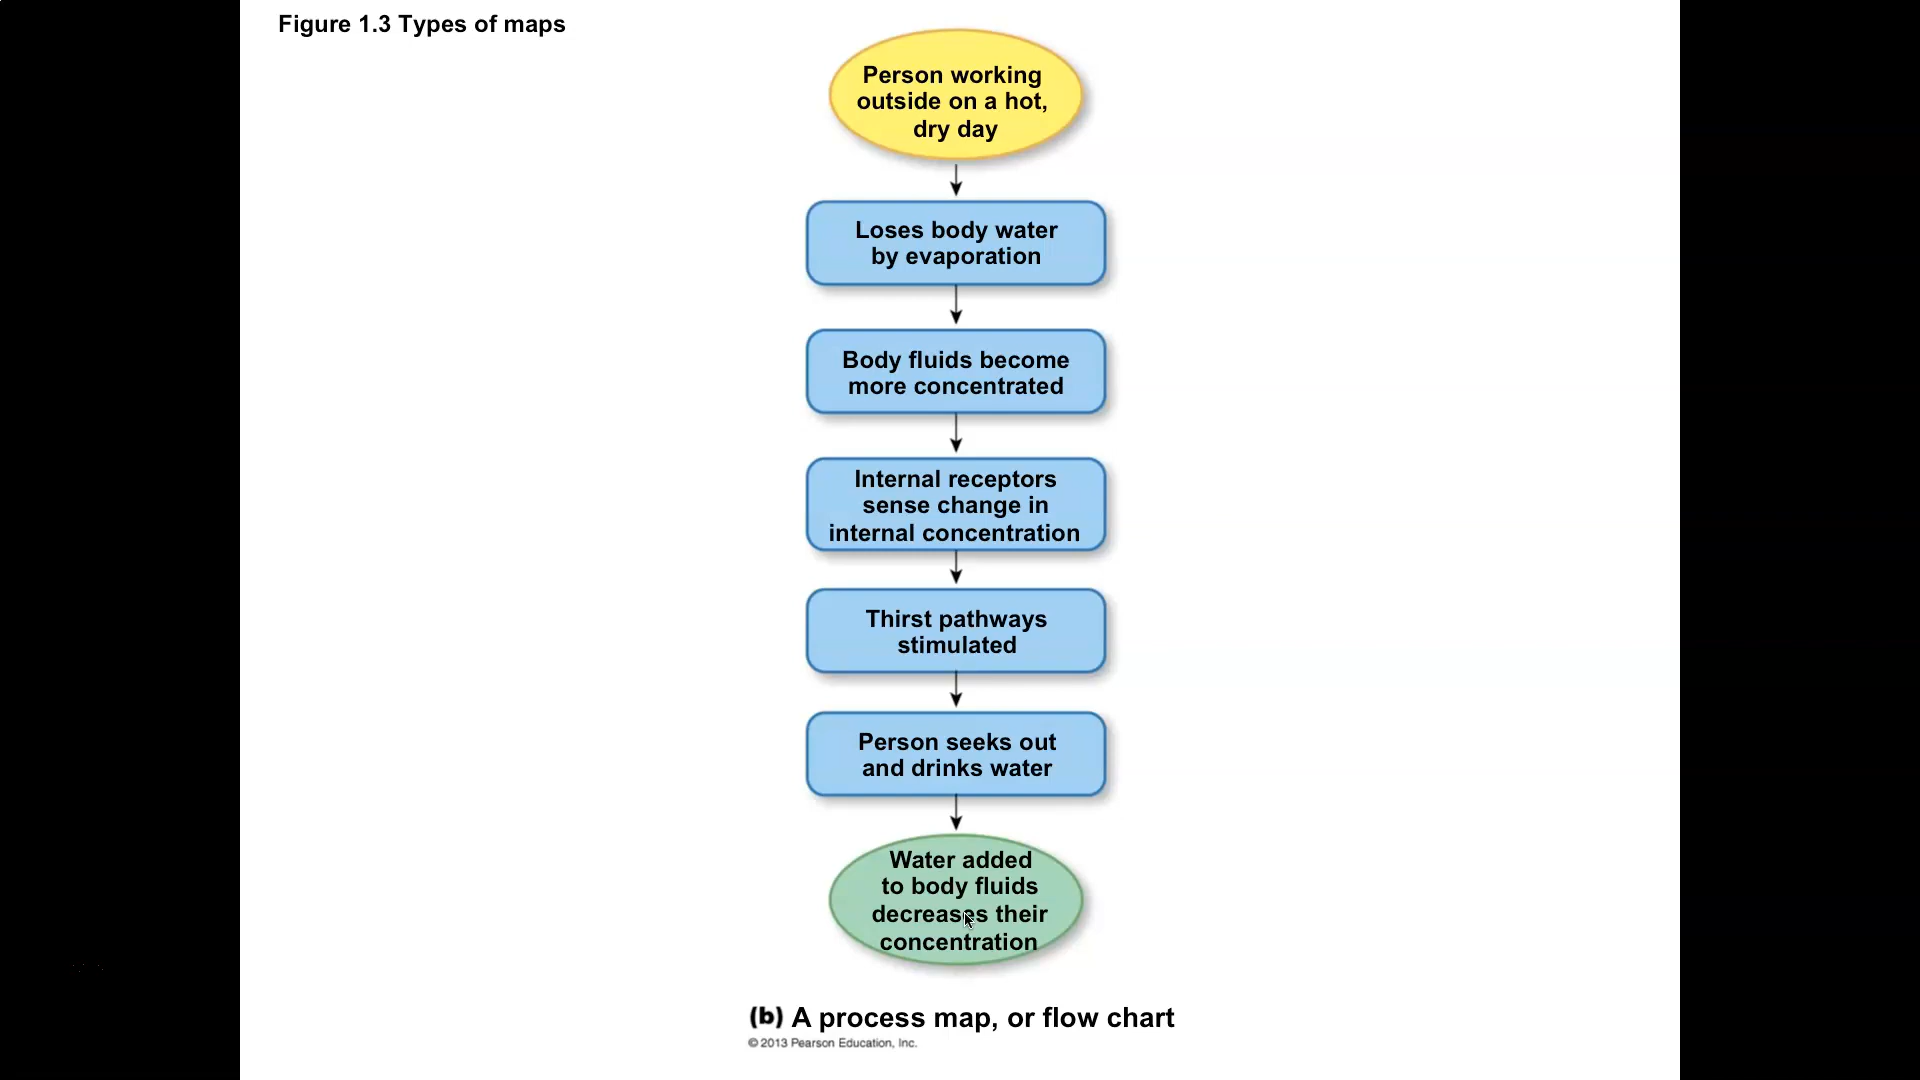 Figure 1.3 Types of maps
Person working
outside on a hot,
dry day
Loses body water
by evaporation
Body fluids become
more concentrated
Internal receptors
sense change in
internal concentration
Thirst pathways
stimulated
Person seeks out
and drinks water
Water added
to body fluids
decreases their
concentration
(b) A process map, or flow chart
© 2013 Pearson Education, Inc.